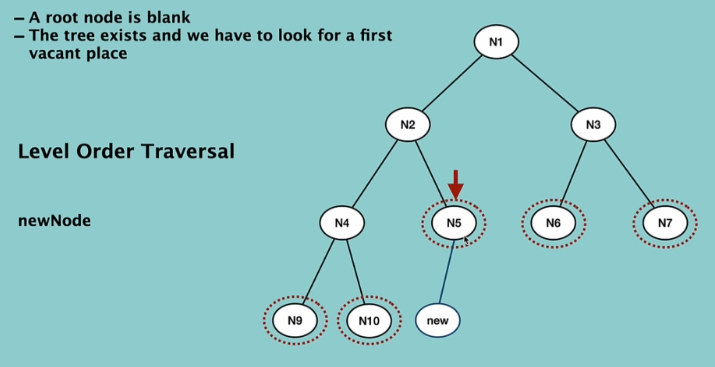 – A root node is blank
– The tree exists and we have to look for a first
vacant place
N1
N2
N3
Level Order Traversal
newNode
N4
N5
N6
N7
N9
N10
new